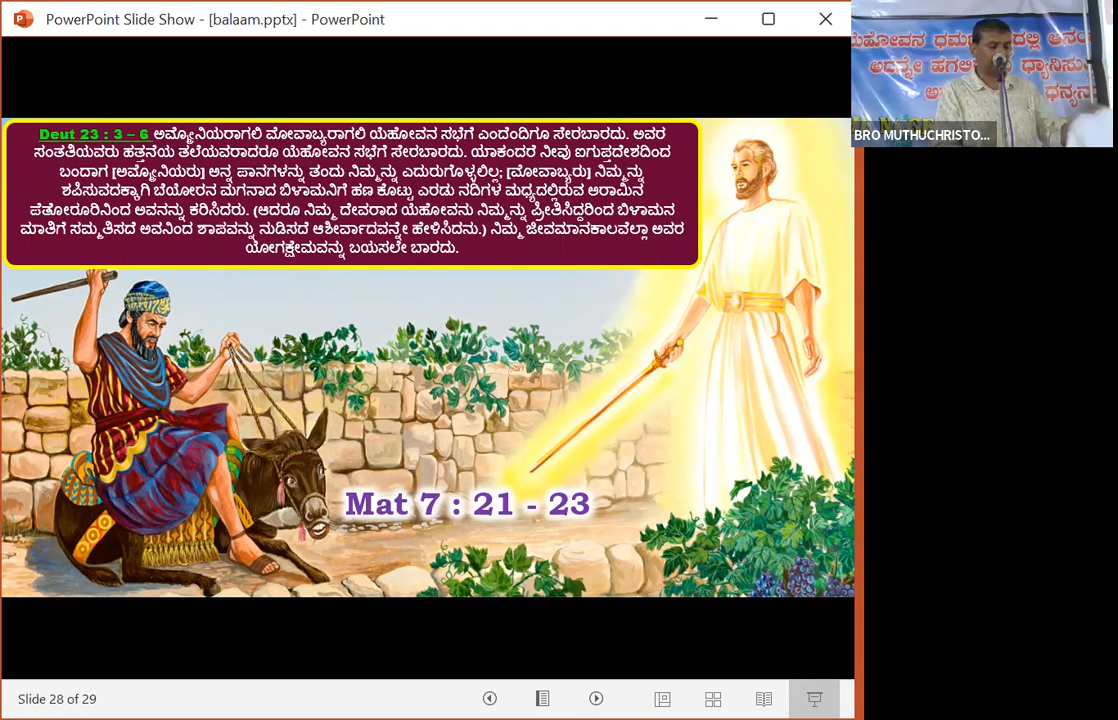 PowerPoint Slide Show - [balaam.pptx] - PowerPoint
Deut 23 : 3 – 6 ಅಮ್ಮೋನಿಯರಾಗಲಿ ಮೋವಾಬ್ಯರಾಗಲಿ ಯೆಹೋವನ ಸಭೆಗೆ ಎಂದೆಂದಿಗೂ ಸೇರಬಾರದು. ಅವರ
ಸಂತತಿಯವರು ಹತ್ತನೆಯ ತಲೆಯವರಾದರೂ ಯೆಹೋವನ ಸಭೆಗೆ ಸೇರಬಾರದು. ಯಾಕಂದರೆ ನೀವು ಐಗುಪ್ತದೇಶದಿಂದ
ಬಂದಾಗ [ಅಮ್ಮೋನಿಯರು] ಅನ್ನ ಪಾನಗಳನ್ನು ತಂದು ನಿಮ್ಮನ್ನು ಎದುರುಗೊಳ್ಳಲಿಲ್ಲ; [ಮೋವಾಬ್ಯರು] ನಿಮ್ಮನ್ನು
ಶಪಿಸುವದಕ್ಕಾಗಿ ಬೆಯೋರನ ಮಗನಾದ ಬಿಳಾಮನಿಗೆ ಹಣ ಕೊಟ್ಟು ಎರಡು ನದಿಗಳ ಮಧ್ಯದಲ್ಲಿರುವ ಅರಾಮಿನ
ಪೆತೋರೂರಿನಿಂದ ಅವನನ್ನು ಕರಿಸಿದರು. (ಆದರೂ ನಿಮ್ಮ ದೇವರಾದ ಯೆಹೋವನು ನಿಮ್ಮನ್ನು ಪ್ರೀತಿಸಿದ್ದರಿಂದ ಬಿಳಾಮನ
ಮಾತಿಗೆ ಸಮ್ಮತಿಸದೆ ಅವನಿಂದ ಶಾಪವನ್ನು ನುಡಿಸದೆ ಆಶೀರ್ವಾದವನ್ನೇ ಹೇಳಿಸಿದನು.) ನಿಮ್ಮ ಜೀವಮಾನಕಾಲವೆಲ್ಲಾ ಅವರ
ಯೋಗಕ್ಷೇಮವನ್ನು ಬಯಸಲೇ ಬಾರದು.
Mat 7 : 21 - 23
BRO MUTHUCHRISTO...
Slide 28 of 29